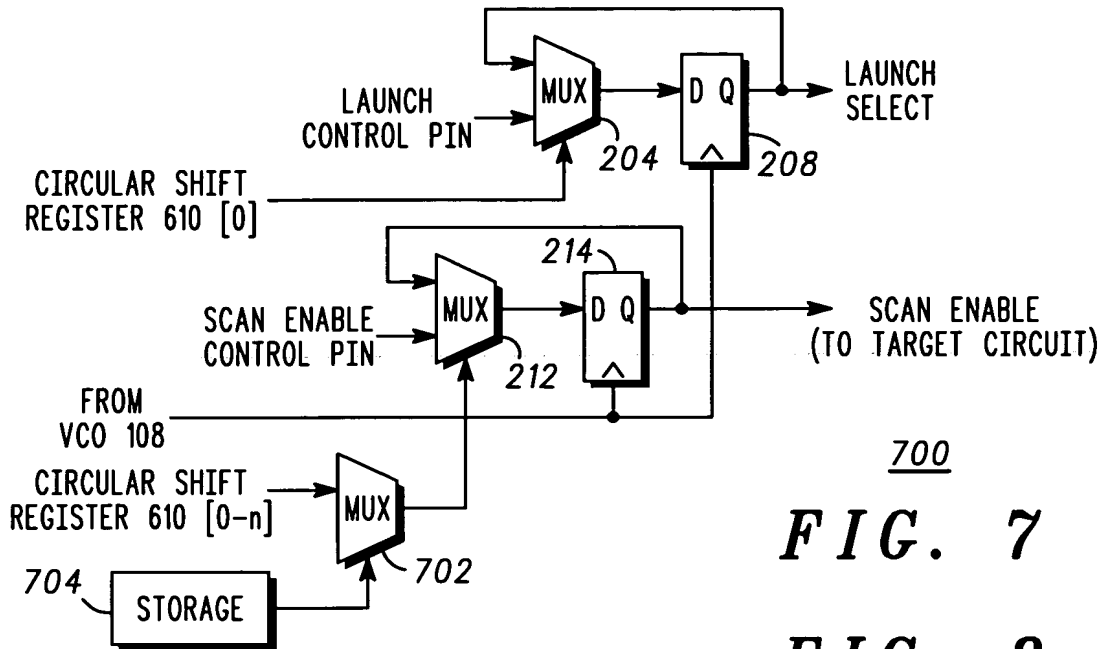 MUX
D Q
LAUNCH
SELECT
LAUNCH
CONTROL PIN
204
208
CIRCULAR SHIFT
REGISTER 610 [0]
214
MUX
D Q
SCAN ENABLE
CONTROL PIN
SCAN ENABLE
(TO TARGET CIRCUIT)
212
FROM
VCO 108
700
CIRCULAR SHIFT
REGISTER 610 [0-n]
MUX
FIG. 7
702
704
STORAGE